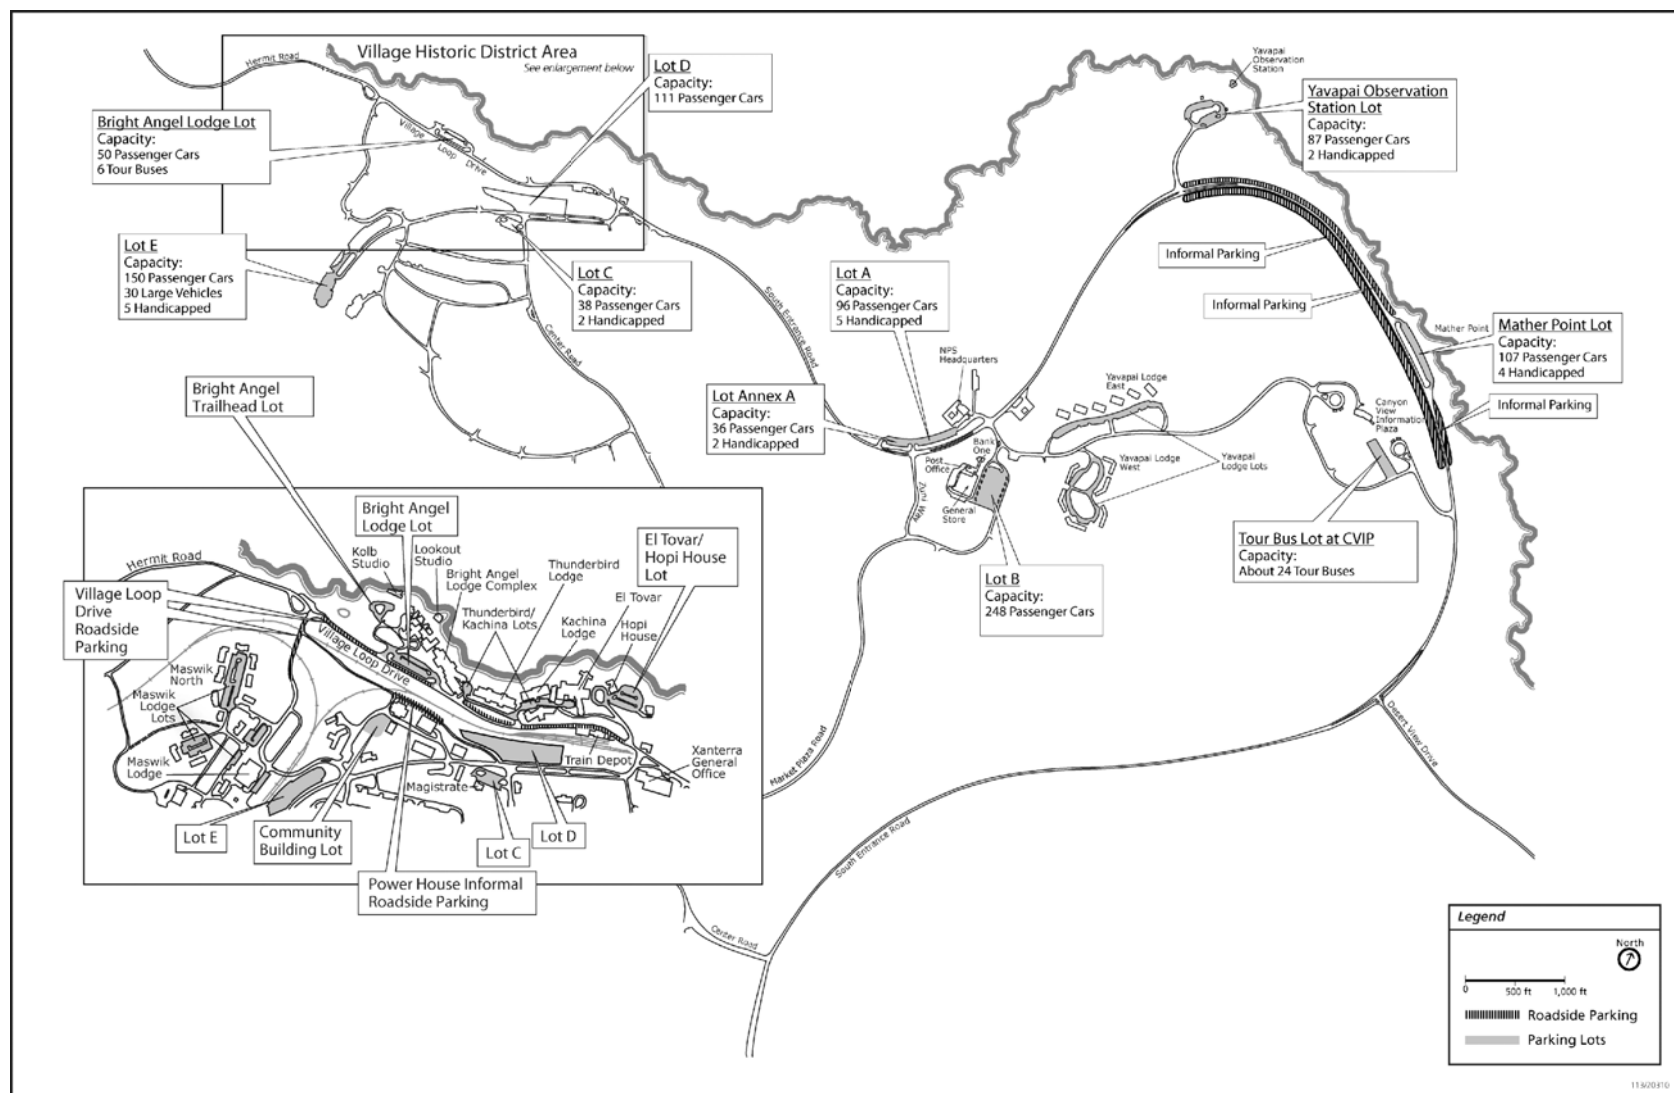 Village Historic District Area
See enlargement below
Hermit Road
Village
Loop
Drive
Lot D
Capacity:
111 Passenger Cars
Bright Angel Lodge Lot
Capacity:
50 Passenger Cars
6 Tour Buses
Lot E
Capacity:
150 Passenger Cars
30 Large Vehicles
5 Handicapped
Lot C
Capacity:
38 Passenger Cars
2 Handicapped
Center Road
South Entrance Road
Lot A
Capacity:
96 Passenger Cars
5 Handicapped
Lot Annex A
Capacity:
36 Passenger Cars
2 Handicapped
NPS
Headquarters
Bank
One
Post
Office
General
Store
Zuni Way
Lot B
Capacity:
248 Passenger Cars
Yavapai Lodge
East
Yavapai Lodge
West
Yavapai
Lodge Lots
Yavapai
Observation
Station
Yavapai Observation
Station Lot
Capacity:
87 Passenger Cars
2 Handicapped
Informal Parking
Informal Parking
Mather Point
Mather Point Lot
Capacity:
107 Passenger Cars
4 Handicapped
Informal Parking
Canyon
View
Information
Plaza
Tour Bus Lot at CVIP
Capacity:
About 24 Tour Buses
Market Plaza Road
South Entrance Road
Desert View Drive
Center Road
Bright Angel
Trailhead Lot
Bright Angel
Lodge Lot
Hermit Road
Kolb
Studio
Lookout
Studio
Bright Angel
Lodge Complex
Thunderbird
Lodge
Thunderbird/
Kachina Lots
Kachina
Lodge
El Tovar
Hopi
House
El Tovar/
Hopi House
Lot
Village Loop
Drive
Roadside
Parking
Village Loop Drive
Maswik
North
Maswik
Lodge
Lots
Maswik
Lodge
Magistrate
Train Depot
Xanterra
General
Office
Lot E
Community
Building Lot
Lot C
Lot D
Power House Informal
Roadside Parking
Legend
North
0 500 ft 1,000 ft
Roadside Parking
Parking Lots
113/20310